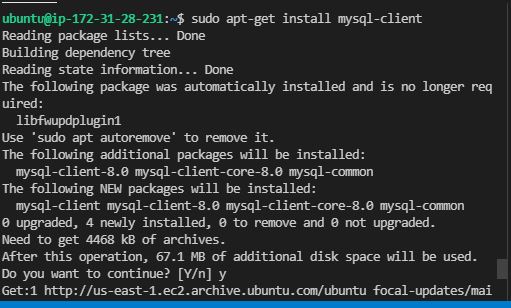 ubuntu@ip-172-31-28-231:~$ sudo apt-get install mysql-client
Reading package lists... Done
Building dependency tree
Reading state information... Done
The following package was automatically installed and is no longer req
uired:
  libfwupdplugin1
Use 'sudo apt autoremove' to remove it.
The following additional packages will be installed:
  mysql-client-8.0 mysql-client-core-8.0 mysql-common
The following NEW packages will be installed:
  mysql-client mysql-client-8.0 mysql-client-core-8.0 mysql-common
0 upgraded, 4 newly installed, 0 to remove and 0 not upgraded.
Need to get 4468 kB of archives.
After this operation, 67.1 MB of additional disk space will be used.
Do you want to continue? [Y/n] y
Get:1 http://us-east-1.ec2.archive.ubuntu.com/ubuntu focal-updates/mai